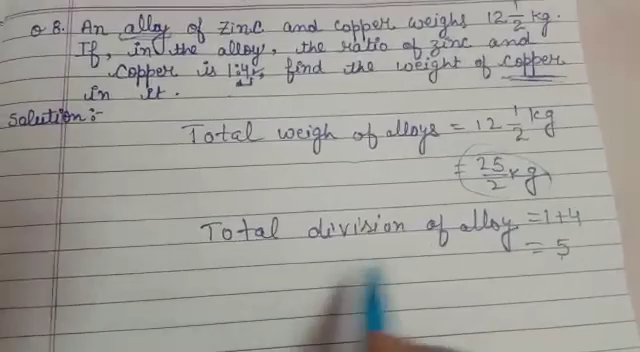 Q 8. An alloy of zinc and copper weighs 12 1/2 kg.
If, in the alloy, the ratio of zinc and
copper is 1:4, find the weight of copper
in it.
Solution:-
Total weigh of alloys = 12 1/2 kg
= 25/2 kg
Total division of alloy = 1+4
= 5